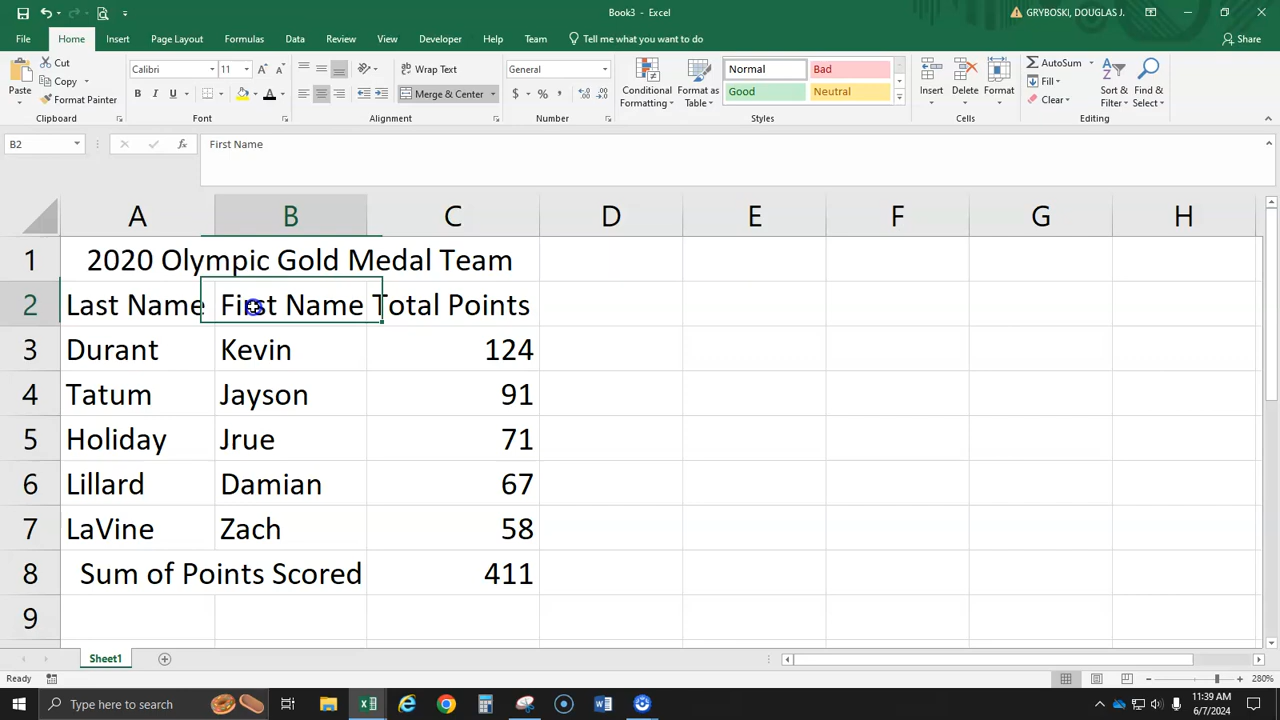 Book3 - Excel
GRYBOSKI, DOUGLAS J.
File Home Insert Page Layout Formulas Data Review View Developer Help Team Tell me what you want to do Share
Paste
Cut
Copy
Format Painter
Clipboard
Calibri 11
B I U A
Font
Wrap Text
Merge & Center
Alignment
General
$ % ,
Number
Conditional Formatting
Format as Table
Normal Bad
Good Neutral
Styles
Insert Delete Format
Cells
AutoSum
Fill
Clear
Sort & Filter
Find & Select
Editing
B2 fx First Name
A B C D E F G H
1 2020 Olympic Gold Medal Team
2 Last Name First Name Total Points
3 Durant Kevin 124
4 Tatum Jayson 91
5 Holiday Jrue 71
6 Lillard Damian 67
7 LaVine Zach 58
8 Sum of Points Scored 411
9
Sheet1
Ready 280%
Type here to search
11:39 AM
6/7/2024